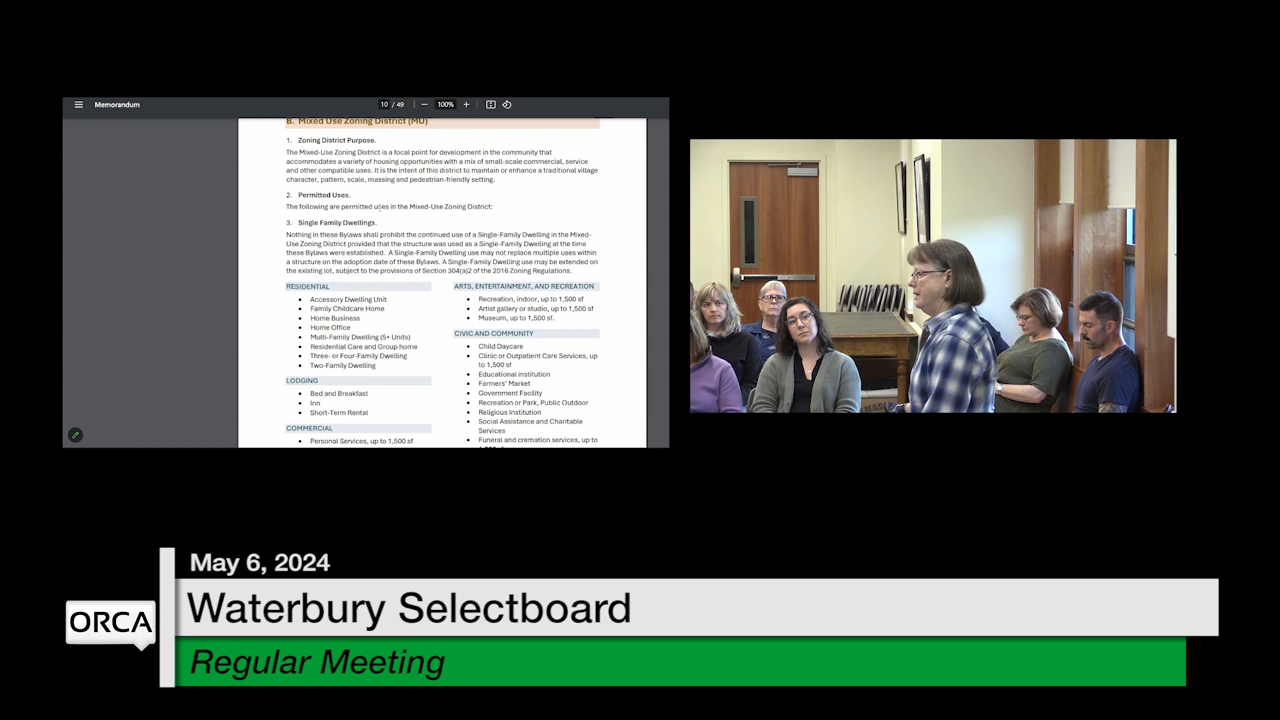 Memorandum
10 / 49
100%
B. Mixed Use Zoning District (MU)
1. Zoning District Purpose.
The Mixed-Use Zoning District is a focal point for development in the community that
accommodates a variety of housing opportunities with a mix of small-scale commercial, service
and other compatible uses. It is the intent of this district to maintain or enhance a traditional village
character, pattern, scale, massing and pedestrian-friendly setting.
2. Permitted Uses.
The following are permitted uses in the Mixed-Use Zoning District:
3. Single Family Dwellings.
Nothing in these Bylaws shall prohibit the continued use of a Single-Family Dwelling in the Mixed-
Use Zoning District provided that the structure was used as a Single-Family Dwelling at the time
these Bylaws were established. A Single-Family Dwelling use may not replace multiple uses within
a structure on the adoption date of these Bylaws. A Single-Family Dwelling use may be extended on
the existing lot, subject to the provisions of Section 304(a)2 of the 2016 Zoning Regulations.
RESIDENTIAL
• Accessory Dwelling Unit
• Family Childcare Home
• Home Business
• Home Office
• Multi-Family Dwelling (5+ Units)
• Residential Care and Group home
• Three- or Four-Family Dwelling
• Two-Family Dwelling
LODGING
• Bed and Breakfast
• Inn
• Short-Term Rental
COMMERCIAL
• Personal Services, up to 1,500 sf
ARTS, ENTERTAINMENT, AND RECREATION
• Recreation, indoor, up to 1,500 sf
• Artist gallery or studio, up to 1,500 sf
• Museum, up to 1,500 sf.
CIVIC AND COMMUNITY
• Child Daycare
• Clinic or Outpatient Care Services, up
to 1,500 sf
• Educational institution
• Farmers' Market
• Government Facility
• Recreation or Park, Public Outdoor
• Religious Institution
• Social Assistance and Charitable
Services
• Funeral and cremation services, up to
May 6, 2024
ORCA
Waterbury Selectboard
Regular Meeting